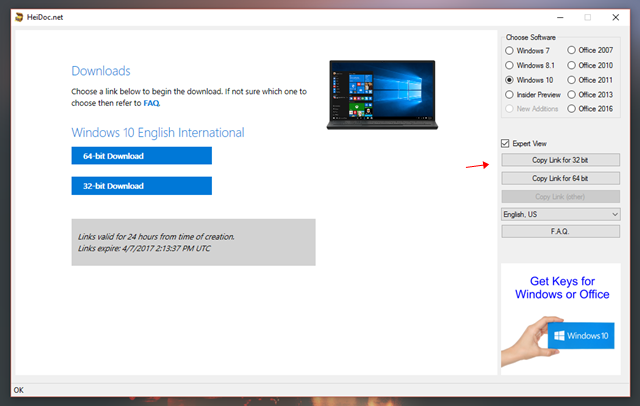 HeiDoc.net
Downloads
Choose a link below to begin the download. If not sure which one to
choose then refer to FAQ.
Windows 10 English International
64-bit Download
32-bit Download
Links valid for 24 hours from time of creation.
Links expire: 4/7/2017 2:13:37 PM UTC
Choose Software
Windows 7
Office 2007
Windows 8.1
Office 2010
Windows 10
Office 2011
Insider Preview
Office 2013
New Additions
Office 2016
Expert View
Copy Link for 32 bit
Copy Link for 64 bit
Copy Link (other)
English, US
F.A.Q.
Get Keys for
Windows or Office
Windows 10
OK